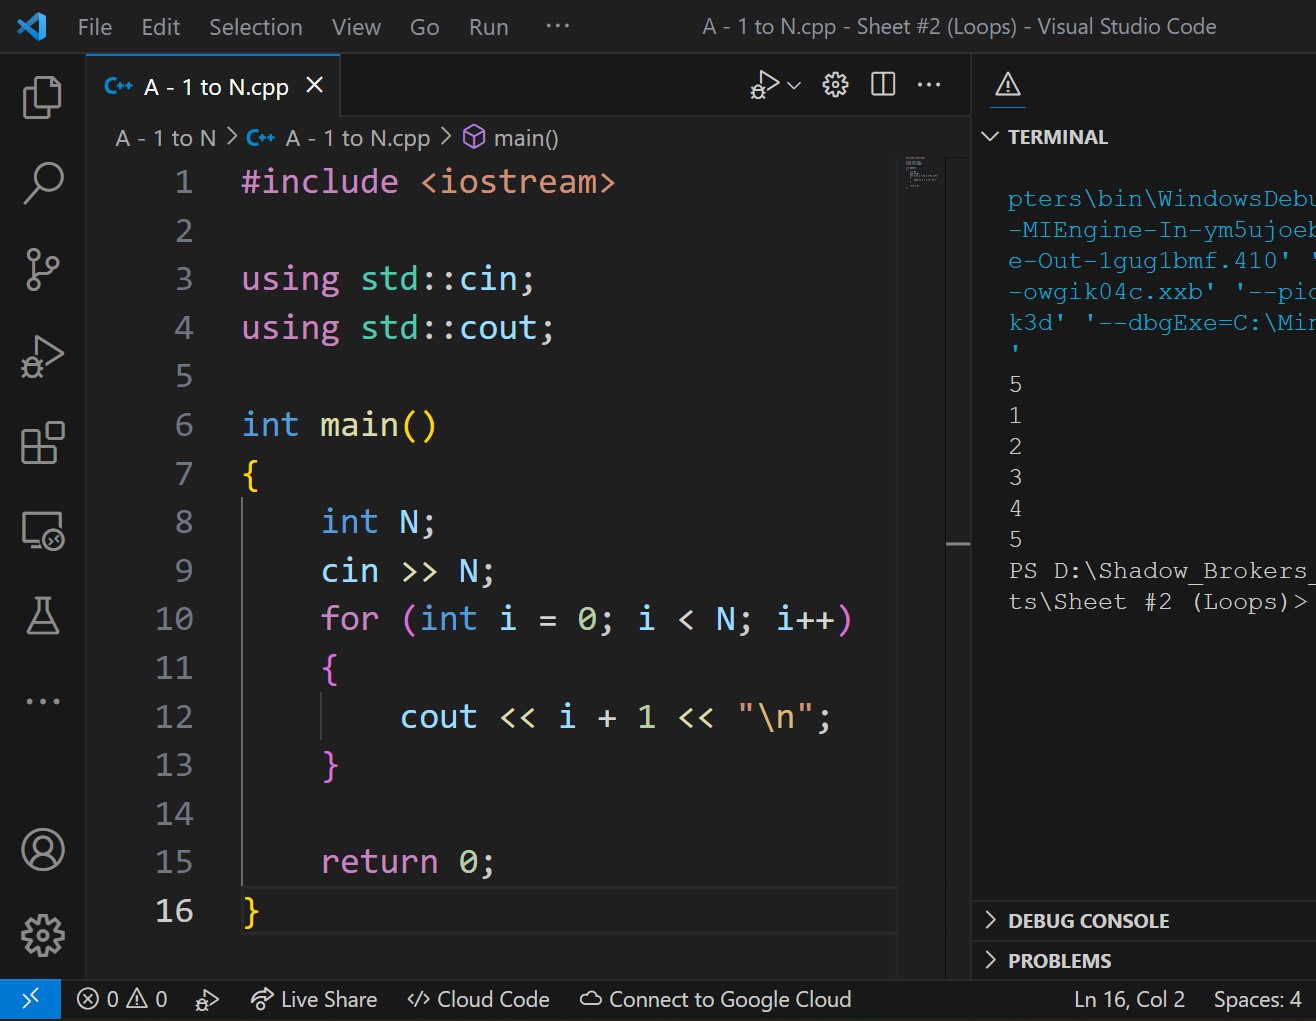 File Edit Selection View Go Run ··· A - 1 to N.cpp - Sheet #2 (Loops) - Visual Studio Code
C++ A - 1 to N.cpp
A - 1 to N > C++ A - 1 to N.cpp > main()
1 #include <iostream>
2
3 using std::cin;
4 using std::cout;
5
6 int main()
7 {
8 int N;
9 cin >> N;
10 for (int i = 0; i < N; i++)
11 {
12 cout << i + 1 << "\n";
13 }
14
15 return 0;
16 }
TERMINAL
pters\bin\WindowsDebu
-MIEngine-In-ym5ujoeb
e-Out-1gug1bmf.410' '
-owgik04c.xxb' '--pid
k3d' '--dbgExe=C:\Min
'
5
1
2
3
4
5
PS D:\Shadow_Brokers_
ts\Sheet #2 (Loops)>
DEBUG CONSOLE
PROBLEMS
0 0 Live Share Cloud Code Connect to Google Cloud Ln 16, Col 2 Spaces: 4